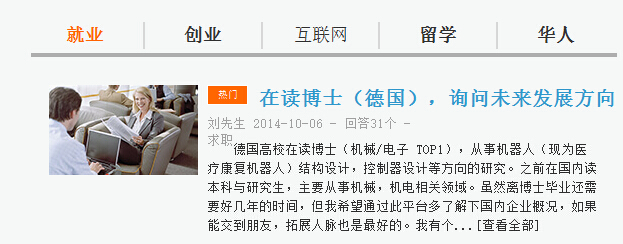 就业 创业 互联网 留学 华人
热门 在读博士（德国），询问未来发展方向
刘先生 2014-10-06 - 回答31个 -
求职
德国高校在读博士（机械/电子 TOP1），从事机器人（现为医
疗康复机器人）结构设计，控制器设计等方向的研究。之前在国内读
本科与研究生，主要从事机械，机电相关领域。虽然离博士毕业还需
要好几年的时间，但我希望通过此平台多了解下国内企业概况，如果
能交到朋友，拓展人脉也是最好的。我有个...[查看全部]